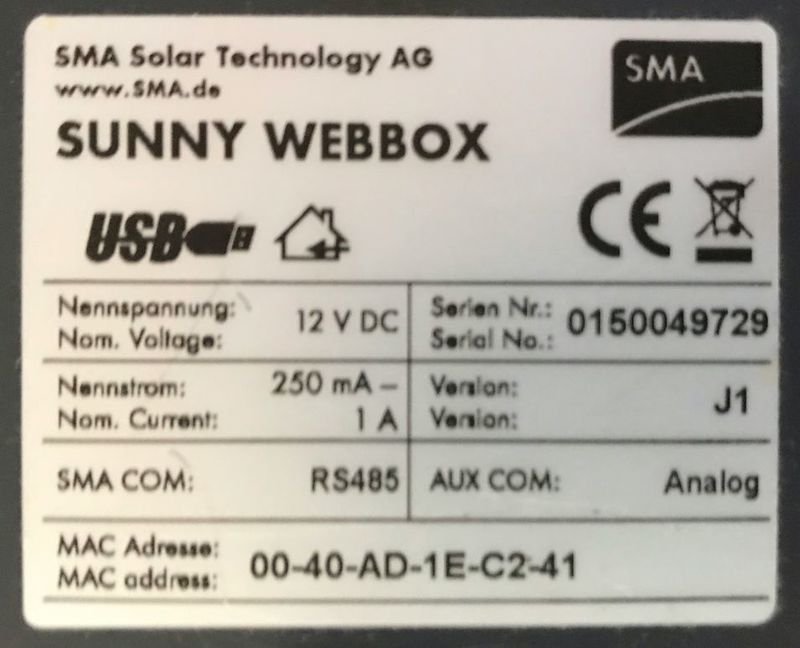 SMA Solar Technology AG
www.SMA.de
SMA
SUNNY WEBBOX
USB
CE
Nennspannung:
Nom. Voltage:
12 V DC
Serien Nr.:
Serial No.:
0150049729
Nennstrom:
Nom. Current:
250 mA –
1 A
Version:
Version:
J1
SMA COM:
RS485
AUX COM:
Analog
MAC Adresse:
MAC address:
00-40-AD-1E-C2-41